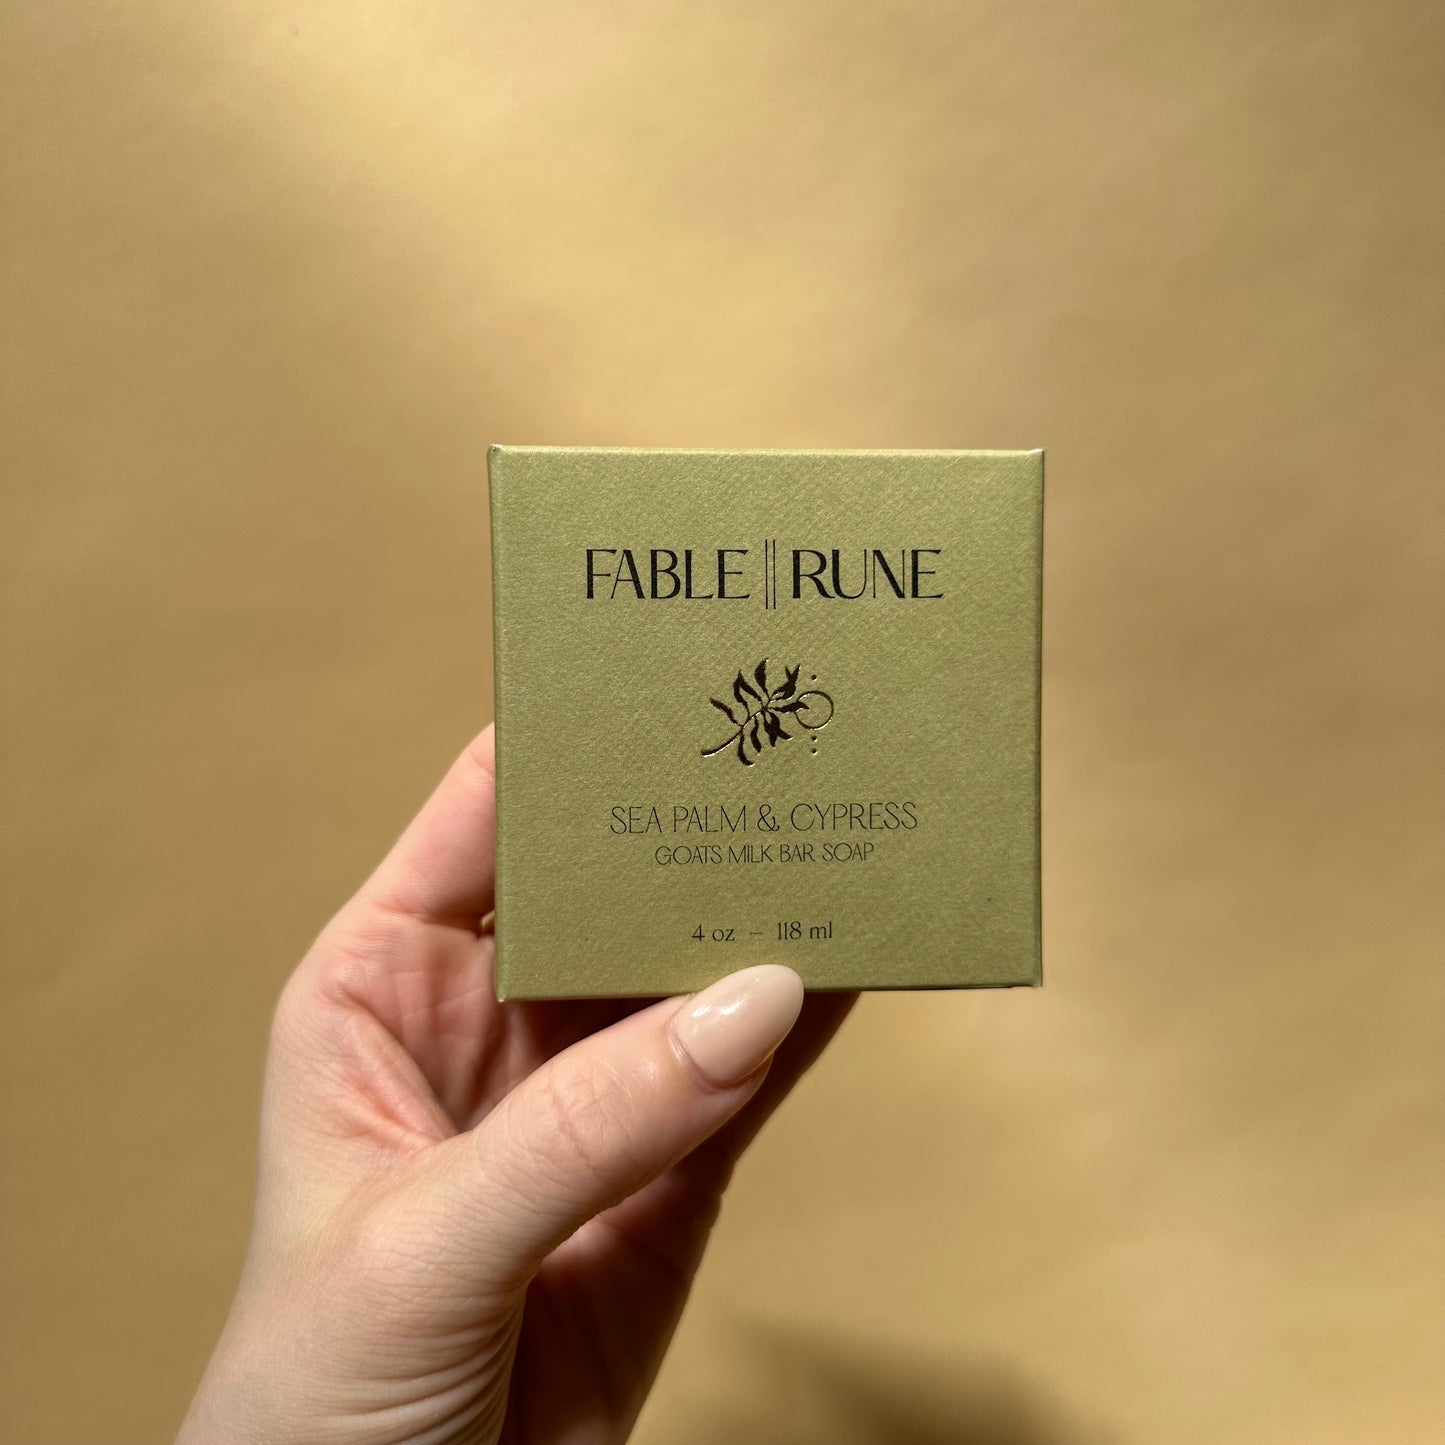 FABLE || RUNE
SEA PALM & CYPRESS
GOATS MILK BAR SOAP
4 oz – 118 ml